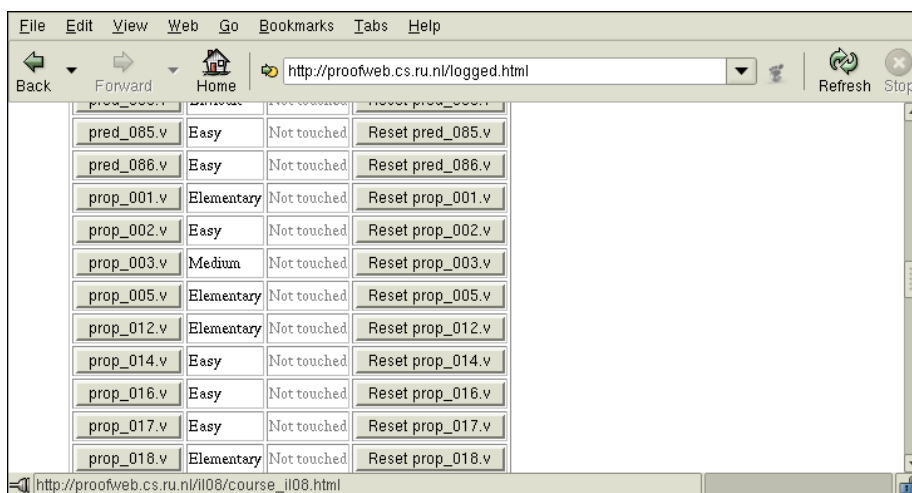 File Edit View Web Go Bookmarks Tabs Help
Back Forward Home http://proofweb.cs.ru.nl/logged.html Refresh Stop
pred_085.v Easy Not touched Reset pred_085.v
pred_086.v Easy Not touched Reset pred_086.v
prop_001.v Elementary Not touched Reset prop_001.v
prop_002.v Easy Not touched Reset prop_002.v
prop_003.v Medium Not touched Reset prop_003.v
prop_005.v Elementary Not touched Reset prop_005.v
prop_012.v Elementary Not touched Reset prop_012.v
prop_014.v Easy Not touched Reset prop_014.v
prop_016.v Easy Not touched Reset prop_016.v
prop_017.v Easy Not touched Reset prop_017.v
prop_018.v Elementary Not touched Reset prop_018.v
http://proofweb.cs.ru.nl/il08/course_il08.html